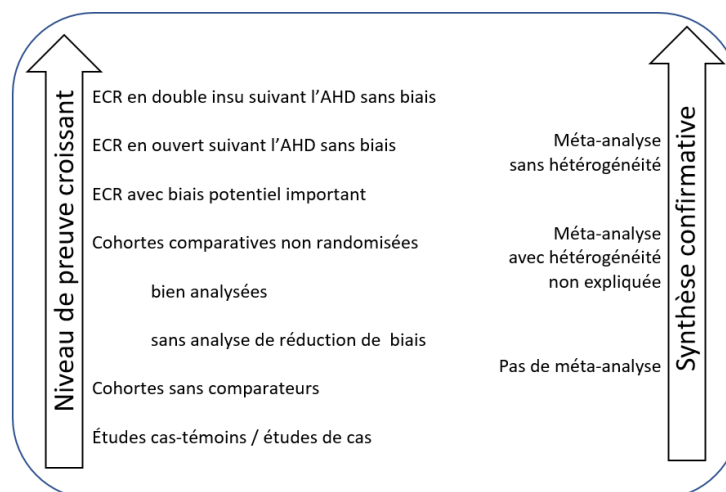 Niveau de preuve croissant
ECR en double insu suivant l'AHD sans biais
ECR en ouvert suivant l'AHD sans biais
ECR avec biais potentiel important
Cohortes comparatives non randomisées
bien analysées
sans analyse de réduction de  biais
Cohortes sans comparateurs
Études cas-témoins / études de cas
Méta-analyse
sans hétérogénéité
Méta-analyse
avec hétérogénéité
non expliquée
Pas de méta-analyse
Synthèse confirmative